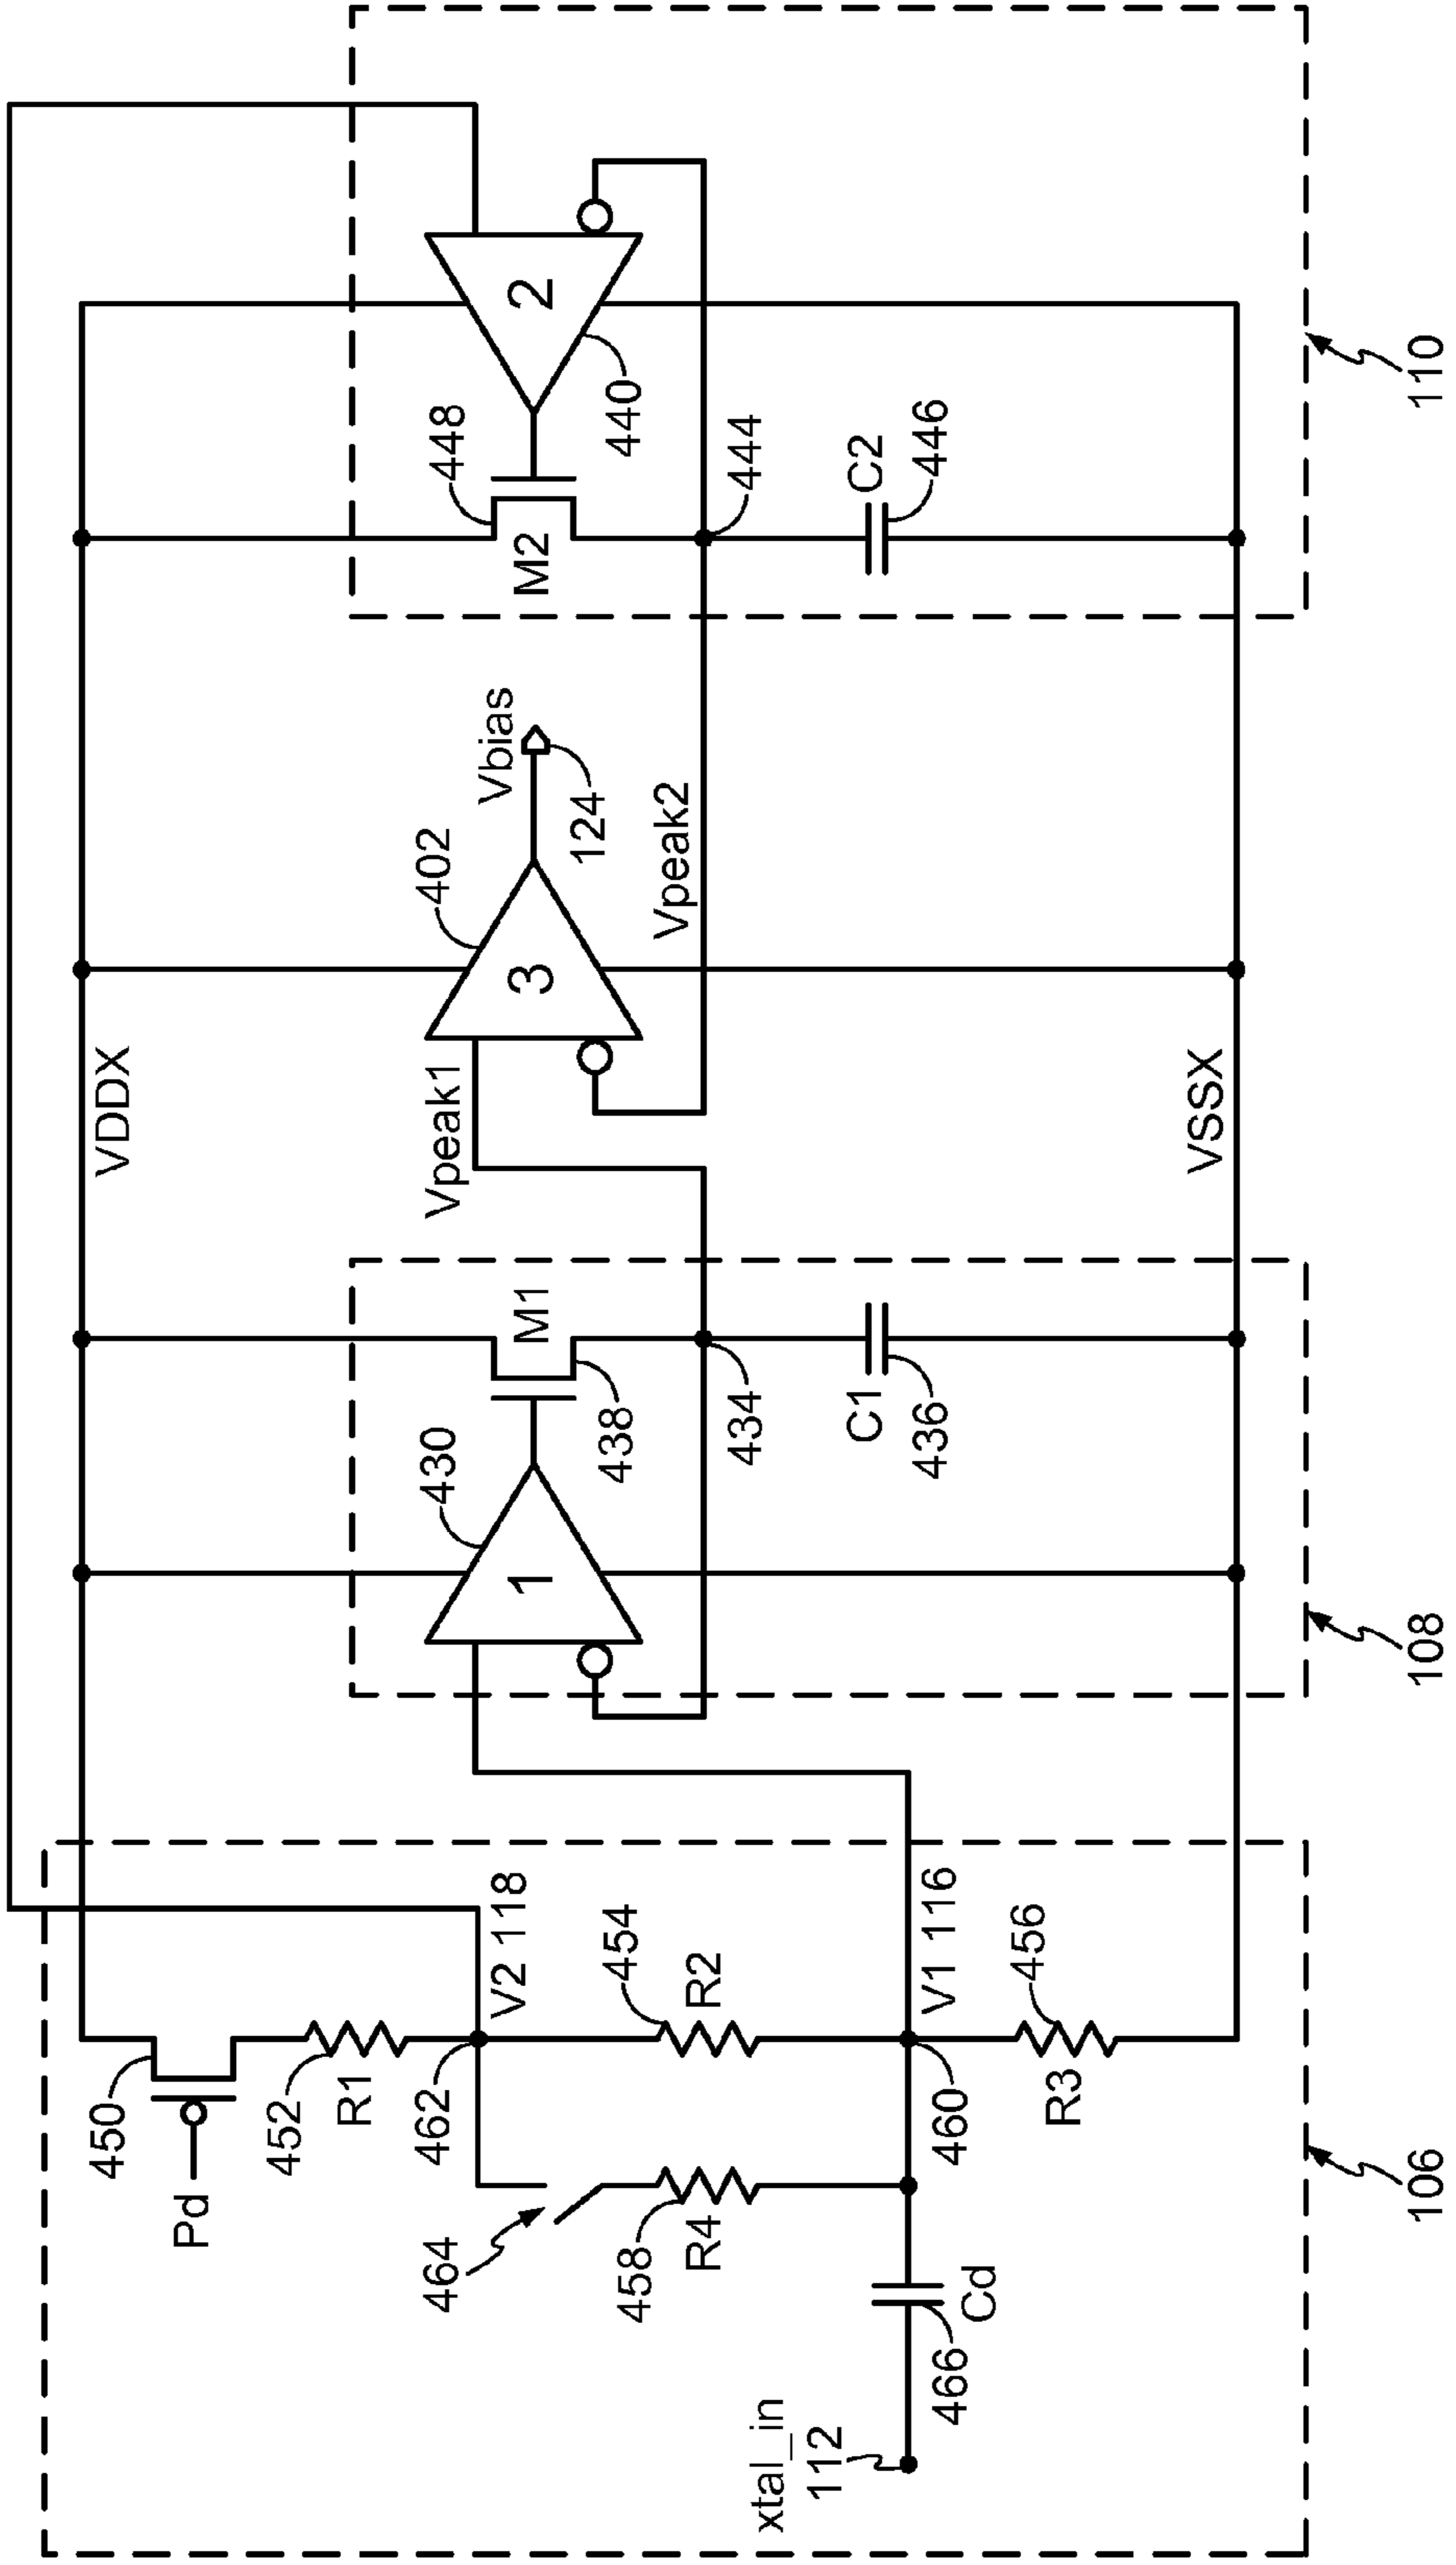 VDDX
450
Pd
452
R1
462
V2 118
464
454
R2
458
R4
V1 116
460
456
R3
xtal_in
112
466
Cd
106
430
1
M1
438
434
C1
436
108
Vpeak1
402
3
Vbias
124
Vpeak2
VSSX
448
M2
2
440
444
C2
446
110